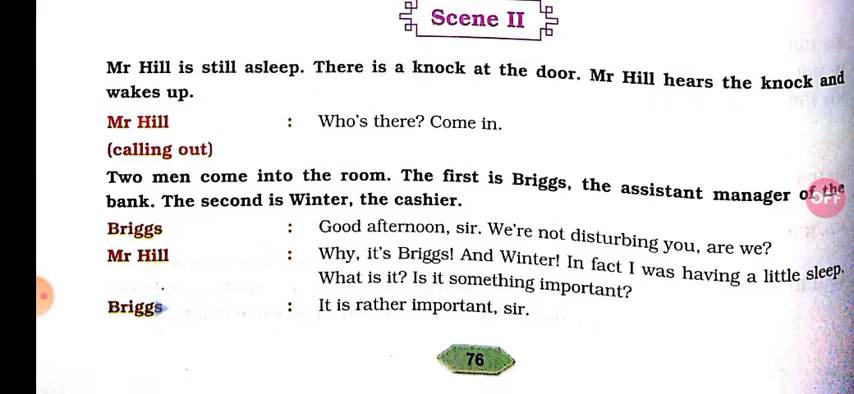 Scene II
Mr Hill is still asleep. There is a knock at the door. Mr Hill hears the knock and
wakes up.
Mr Hill : Who's there? Come in.
(calling out)
Two men come into the room. The first is Briggs, the assistant manager of the
bank. The second is Winter, the cashier.
Briggs : Good afternoon, sir. We're not disturbing you, are we?
Mr Hill : Why, it's Briggs! And Winter! In fact I was having a little sleep.
What is it? Is it something important?
Briggs : It is rather important, sir.
76
OFF